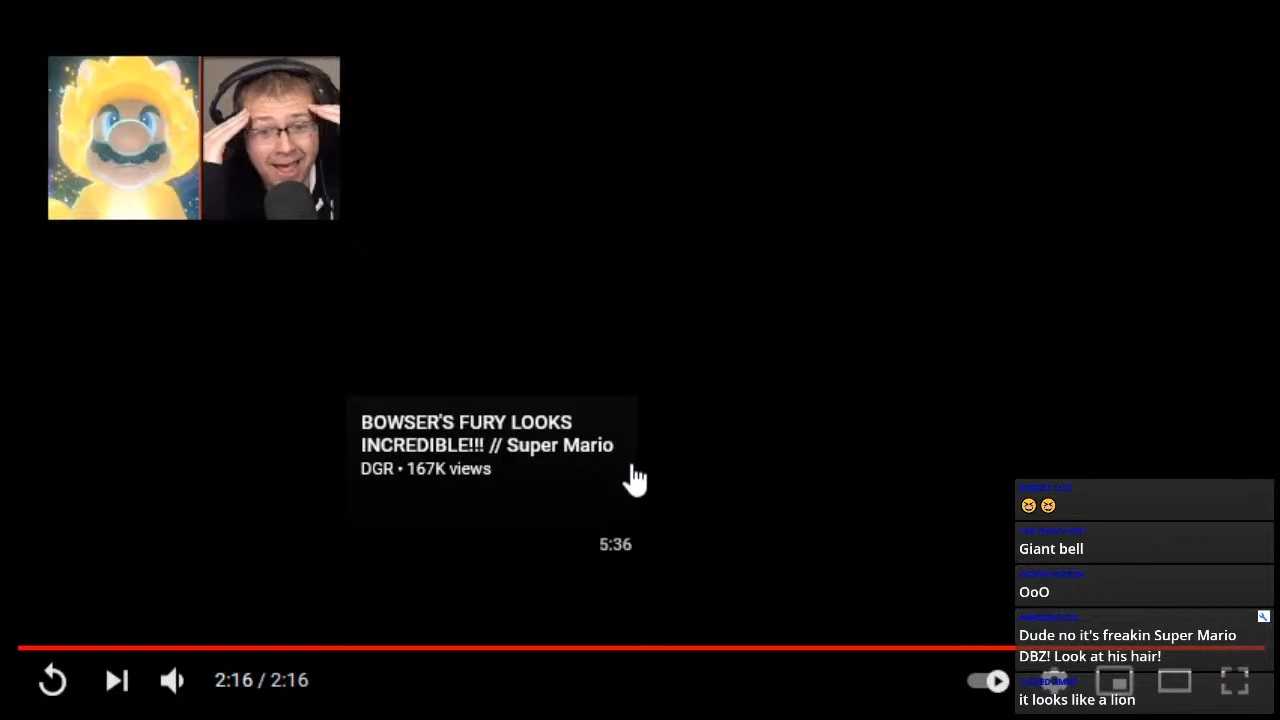 BOWSER'S FURY LOOKS
INCREDIBLE!!! // Super Mario
DGR • 167K views
5:36
2:16 / 2:16
😆😆
Giant bell
OoO
Dude no it's freakin Super Mario
DBZ! Look at his hair!
it looks like a lion